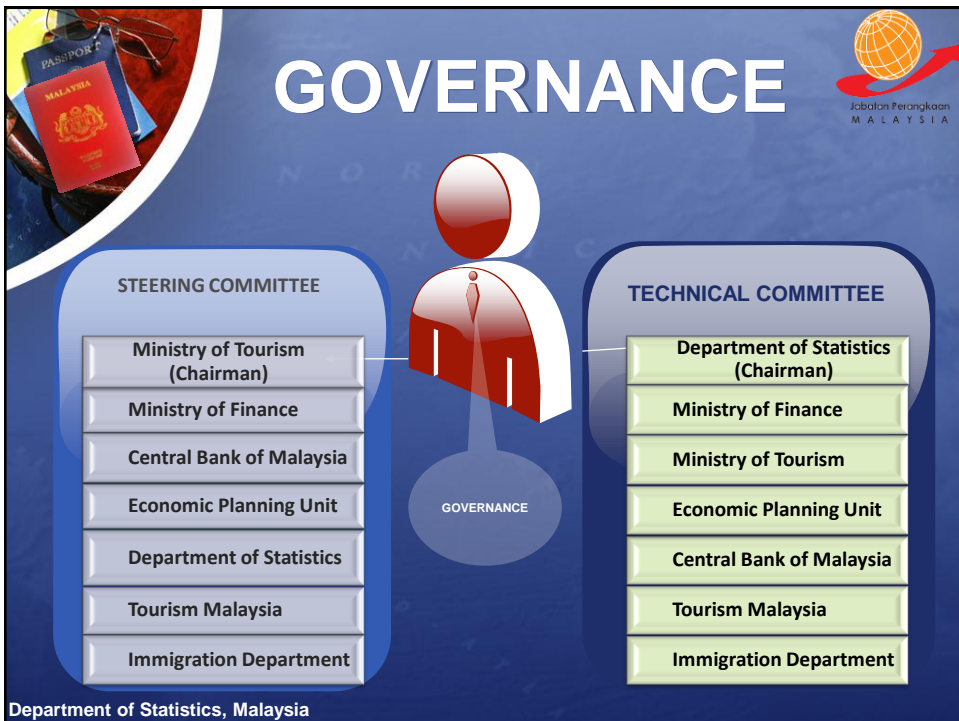 PASSPORT
MALAYSIA
GOVERNANCE
Jabatan Perangkaan
MALAYSIA
STEERING COMMITTEE
Ministry of Tourism
(Chairman)
Ministry of Finance
Central Bank of Malaysia
Economic Planning Unit
Department of Statistics
Tourism Malaysia
Immigration Department
GOVERNANCE
TECHNICAL COMMITTEE
Department of Statistics
(Chairman)
Ministry of Finance
Ministry of Tourism
Economic Planning Unit
Central Bank of Malaysia
Tourism Malaysia
Immigration Department
Department of Statistics, Malaysia